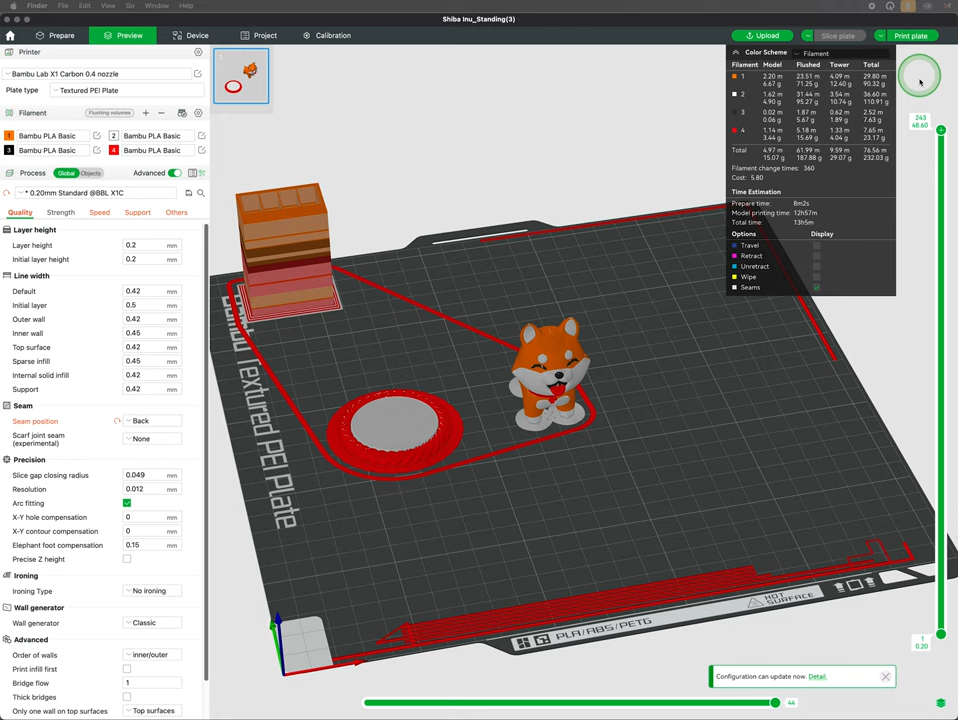 Finder File Edit View Go Window Help
Shiba Inu_Standing(3)
Prepare Preview Device Project Calibration Upload Slice plate Print plate
Printer
Bambu Lab X1 Carbon 0.4 nozzle
Plate type Textured PEI Plate
Filament Flushing volumes
1 Bambu PLA Basic 2 Bambu PLA Basic
3 Bambu PLA Basic 4 Bambu PLA Basic
Process Global Objects Advanced
* 0.20mm Standard @BBL X1C
Quality Strength Speed Support Others
Layer height
Layer height 0.2 mm
Initial layer height 0.2 mm
Line width
Default 0.42 mm
Initial layer 0.5 mm
Outer wall 0.42 mm
Inner wall 0.45 mm
Top surface 0.42 mm
Sparse infill 0.45 mm
Internal solid infill 0.42 mm
Support 0.42 mm
Seam
Seam position Back
Scarf joint seam (experimental) None
Precision
Slice gap closing radius 0.049 mm
Resolution 0.012 mm
Arc fitting
X-Y hole compensation 0 mm
X-Y contour compensation 0 mm
Elephant foot compensation 0.15 mm
Precise Z height
Ironing
Ironing Type No ironing
Wall generator
Wall generator Classic
Advanced
Order of walls inner/outer
Print infill first
Bridge flow 1
Thick bridges
Only one wall on top surfaces Top surfaces
Color Scheme Filament
Filament Model Flushed Tower Total
1 2.20 m 23.51 m 4.09 m 29.80 m
6.67 g 71.25 g 12.40 g 90.32 g
2 1.62 m 31.44 m 3.54 m 36.60 m
4.90 g 95.27 g 10.74 g 110.91 g
3 0.02 m 1.87 m 0.62 m 2.52 m
0.06 g 5.67 g 1.89 g 7.63 g
4 1.14 m 5.18 m 1.33 m 7.65 m
3.44 g 15.69 g 4.04 g 23.17 g
Total 4.97 m 61.99 m 9.59 m 76.56 m
15.07 g 187.88 g 29.07 g 232.03 g
Filament change times: 360
Cost: 5.80
Time Estimation
Prepare time: 8m2s
Model printing time: 12h57m
Total time: 13h5m
Options Display
Travel
Retract
Unretract
Wipe
Seams
243
48.60
1
0.20
Bambu Textured PEI Plate
PLA/ABS/PETG
HOT SURFACE
Configuration can update now. Detail.
44